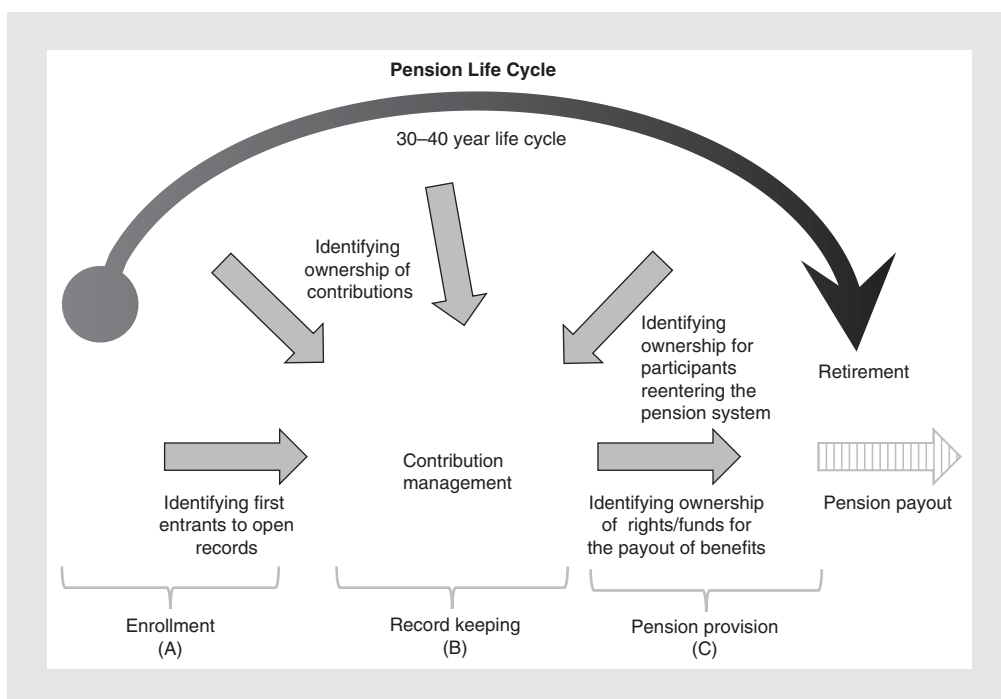 Pension Life Cycle
30–40 year life cycle
Identifying
ownership of
contributions
Identifying
ownership for
participants
reentering the
pension system
Retirement
Contribution
management
Identifying first
entrants to open
records
Identifying ownership
of rights/funds for
the payout of benefits
Pension payout
Enrollment
(A)
Record keeping
(B)
Pension provision
(C)